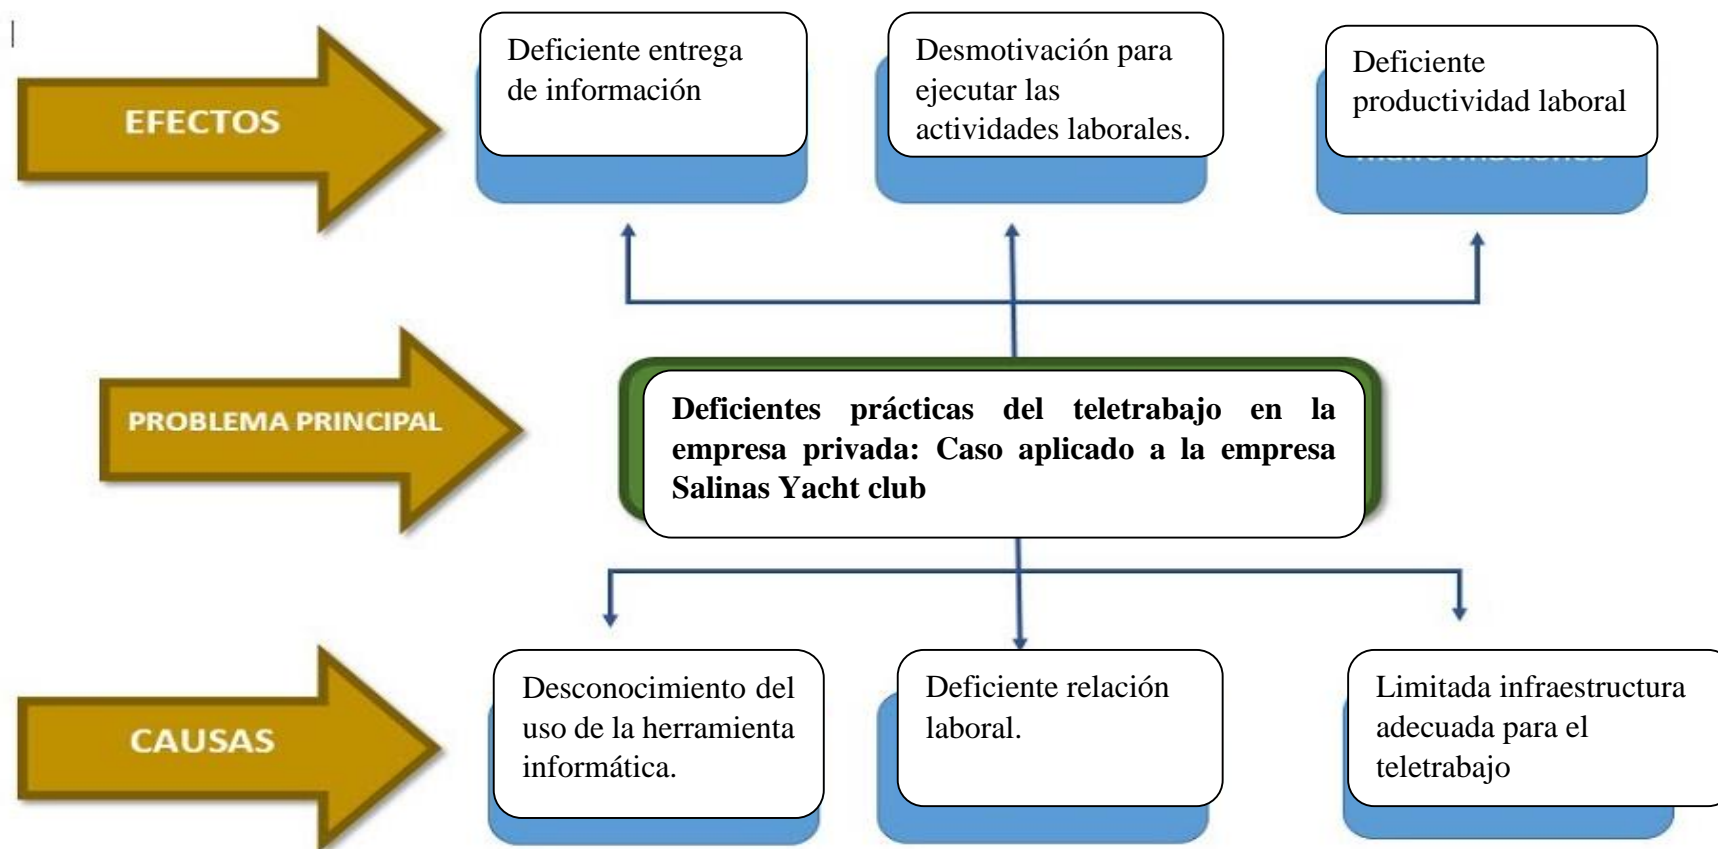 EFECTOS
Deficiente entrega
de información
Desmotivación para
ejecutar las
actividades laborales.
Deficiente
productividad laboral
PROBLEMA PRINCIPAL
Deficientes prácticas del teletrabajo en la
empresa privada: Caso aplicado a la empresa
Salinas Yacht club
CAUSAS
Desconocimiento del
uso de la herramienta
informática.
Deficiente relación
laboral.
Limitada infraestructura
adecuada para el
teletrabajo